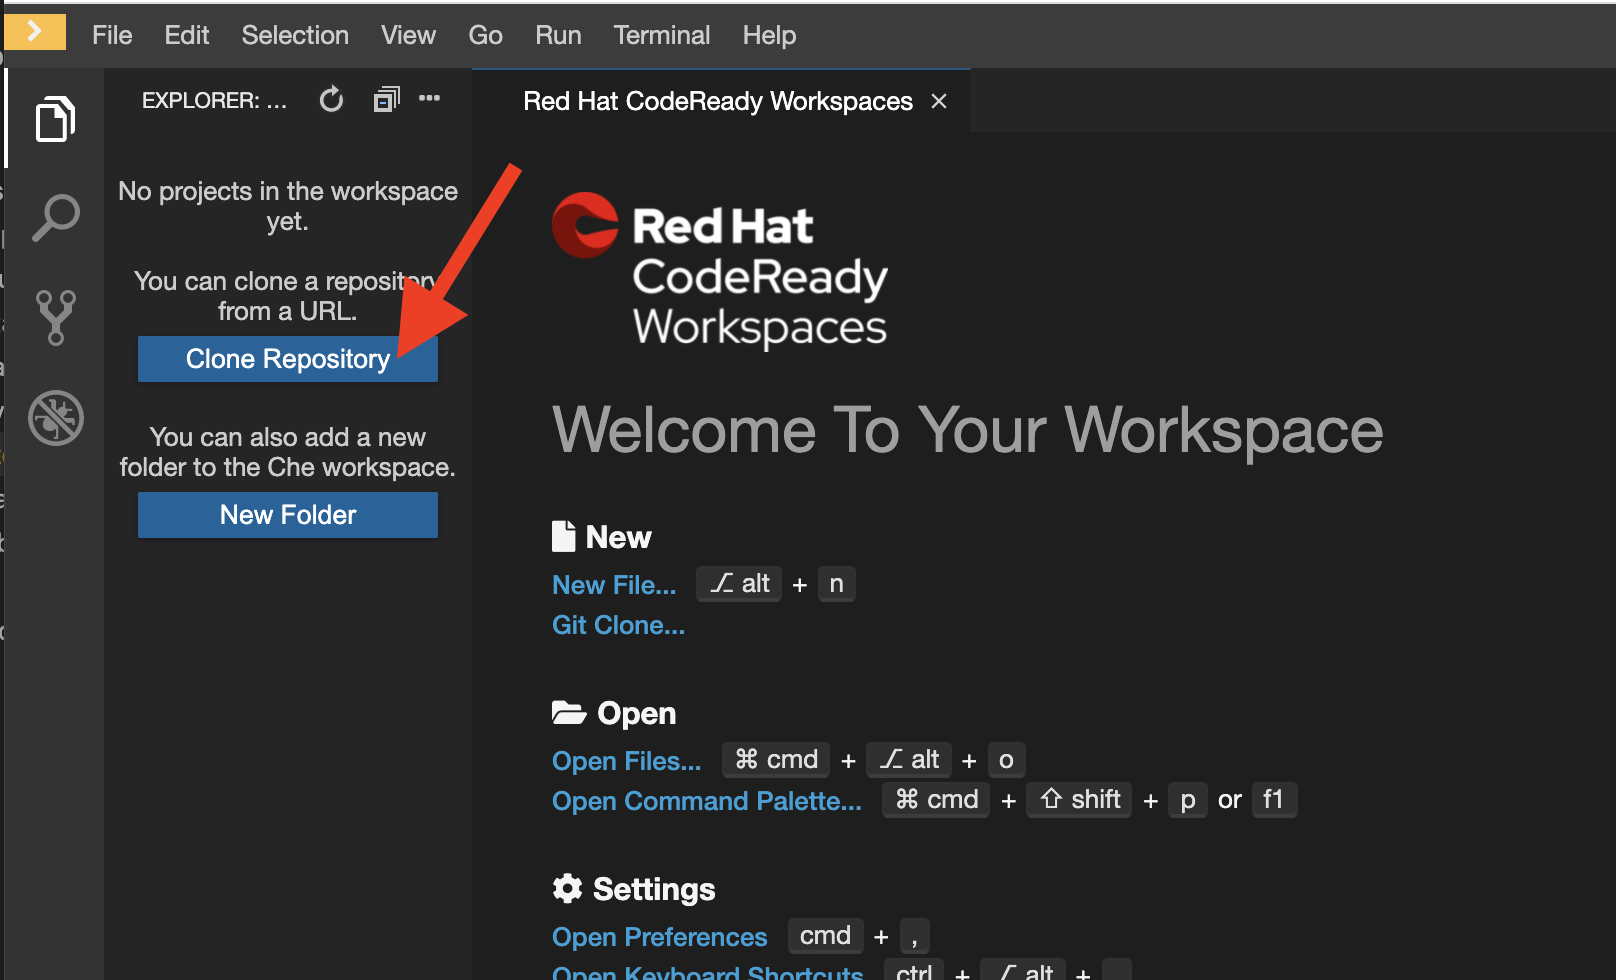 File Edit Selection View Go Run Terminal Help
EXPLORER: ...
Red Hat CodeReady Workspaces
No projects in the workspace
yet.
You can clone a repository
from a URL.
Clone Repository
You can also add a new
folder to the Che workspace.
New Folder
Red Hat
CodeReady
Workspaces
Welcome To Your Workspace
New
New File... ⌥ alt + n
Git Clone...
Open
Open Files... ⌘ cmd + ⌥ alt + o
Open Command Palette... ⌘ cmd + ⇧ shift + p or f1
Settings
Open Preferences cmd + ,
Open Keyboard Shortcuts ctrl + ⌥ alt +